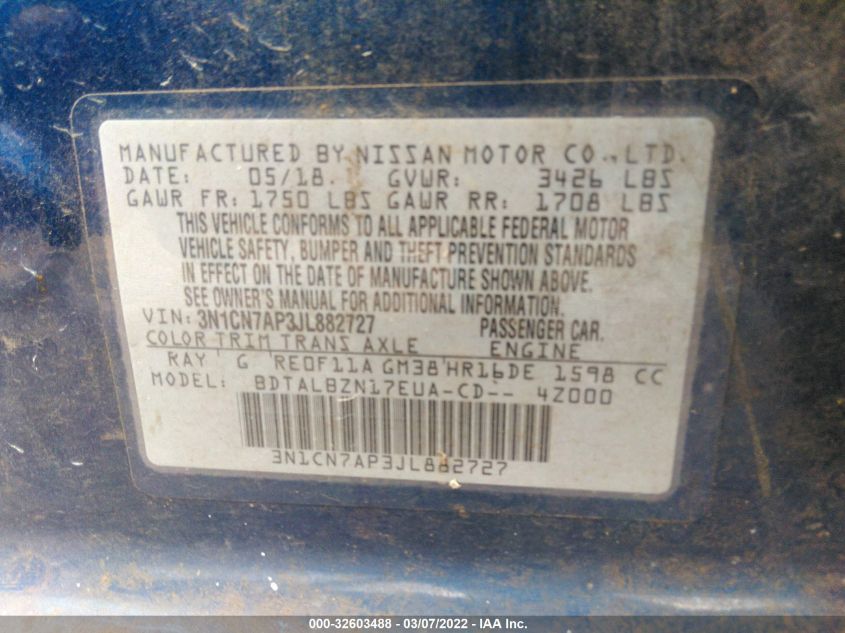 MANUFACTURED BY NISSAN MOTOR CO., LTD.
DATE: 05/18 GVWR: 3426 LBS
GAWR FR: 1750 LBS GAWR RR: 1708 LBS
THIS VEHICLE CONFORMS TO ALL APPLICABLE FEDERAL MOTOR
VEHICLE SAFETY, BUMPER AND THEFT PREVENTION STANDARDS
IN EFFECT ON THE DATE OF MANUFACTURE SHOWN ABOVE.
SEE OWNER'S MANUAL FOR ADDITIONAL INFORMATION.
VIN: 3N1CN7AP3JL882727 PASSENGER CAR.
COLOR TRIM TRANS AXLE ENGINE
RAY G RE0F11A GM38 HR16DE 1598 CC
MODEL: BDTALBZN17EUA-CD-- 4Z000
3N1CN7AP3JL882727
000-32603488 - 03/07/2022 - IAA Inc.